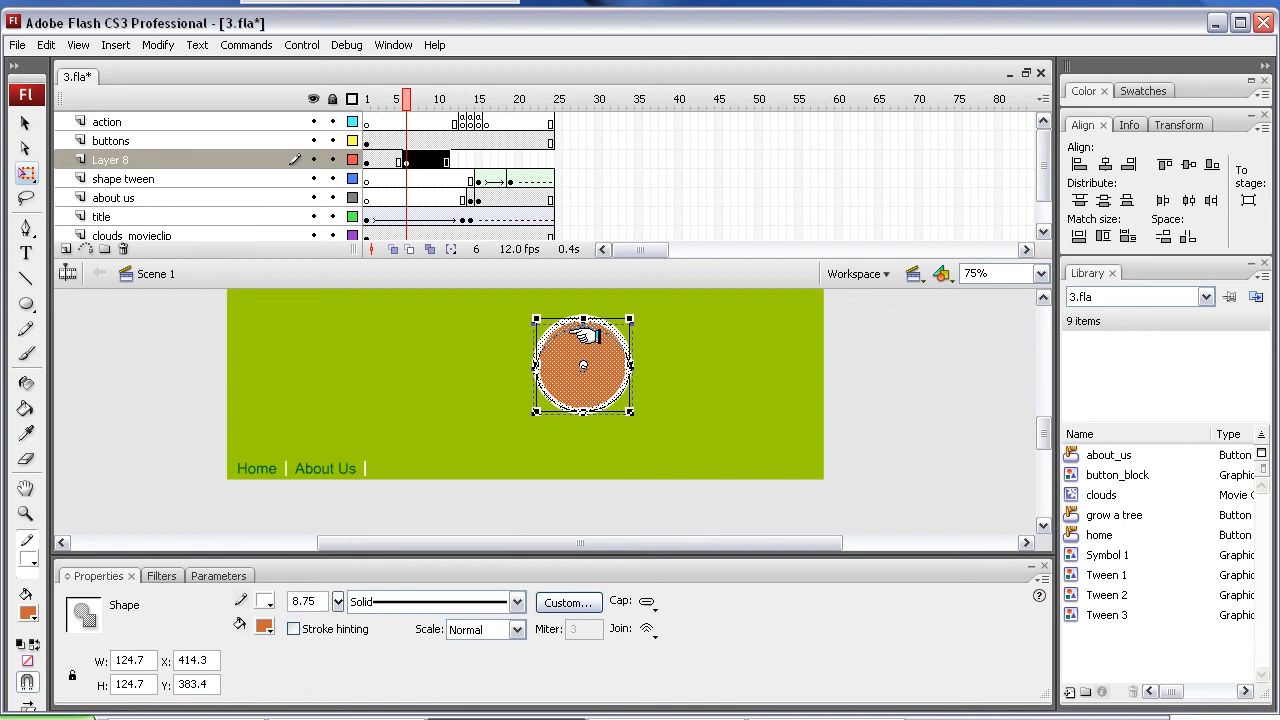 Adobe Flash CS3 Professional - [3.fla*]
File Edit View Insert Modify Text Commands Control Debug Window Help
3.fla*
Fl
1 5 10 15 20 25 30 35 40 45 50 55 60 65 70 75 80
action
buttons
Layer 8
shape tween
about us
title
clouds_movieclip
6 12.0 fps 0.4s
Scene 1
Workspace
75%
Home | About Us |
Properties × Filters Parameters
Shape
8.75 Solid Custom... Cap:
Stroke hinting Scale: Normal Miter: 3 Join:
W: 124.7 X: 414.3
H: 124.7 Y: 383.4
Color × Swatches
Align × Info Transform
Align:
To stage:
Distribute:
Match size: Space:
Library ×
3.fla
9 items
Name Type
about_us Button
button_block Graphic
clouds Movie C
grow a tree Button
home Button
Symbol 1 Graphic
Tween 1 Graphic
Tween 2 Graphic
Tween 3 Graphic